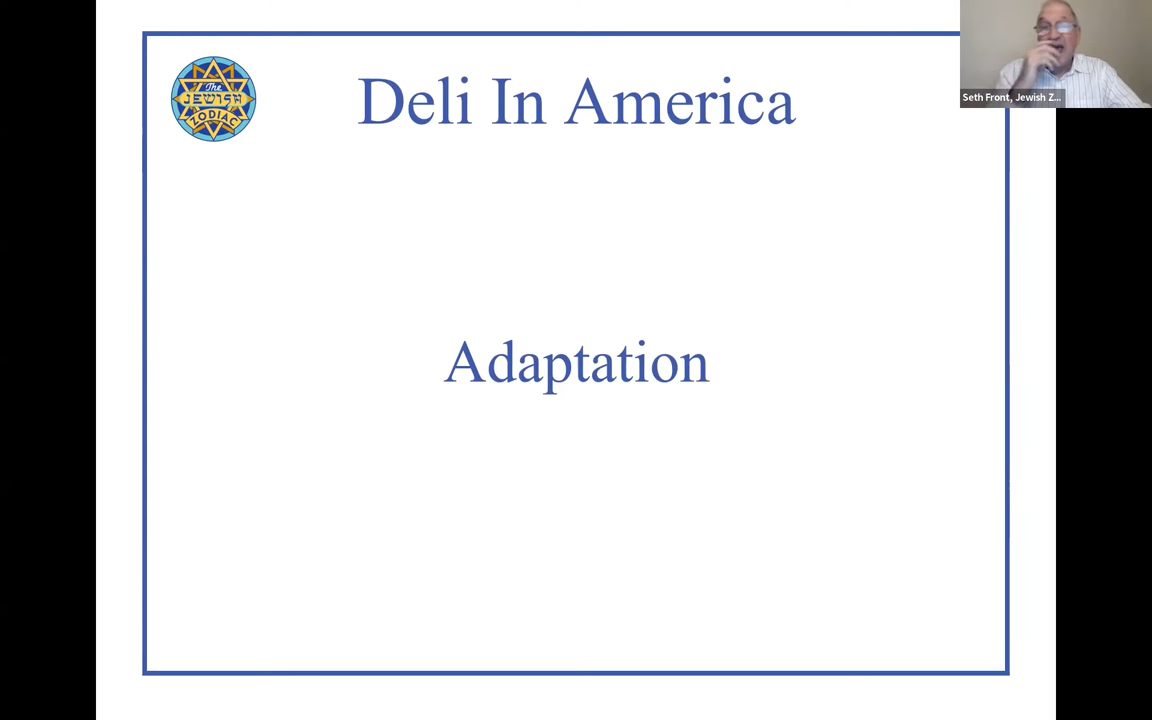 The
JEWISH
ZODIAC
Deli In America
Seth Front, Jewish Z...
Adaptation